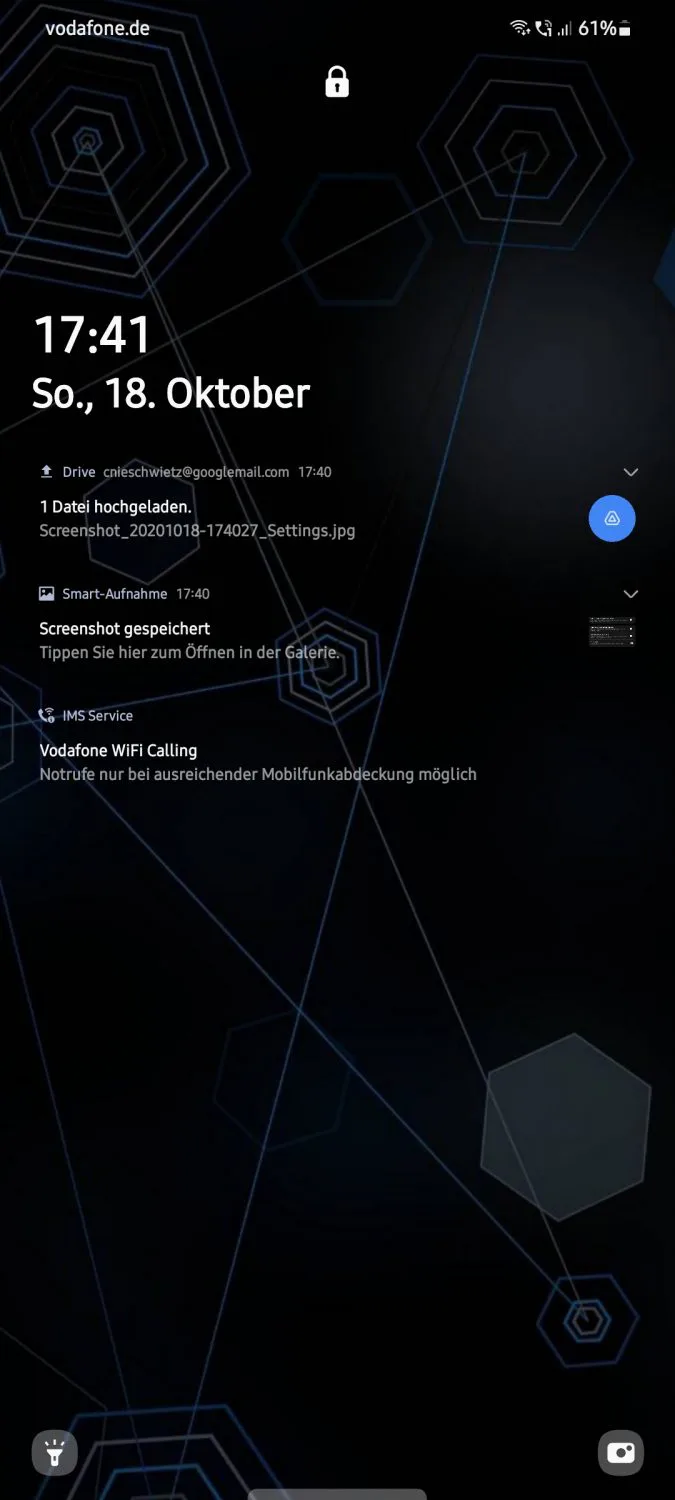 vodafone.de 61%
17:41
So., 18. Oktober
Drive cnieschwietz@googlemail.com 17:40
1 Datei hochgeladen.
Screenshot_20201018-174027_Settings.jpg
Smart-Aufnahme 17:40
Screenshot gespeichert
Tippen Sie hier zum Öffnen in der Galerie.
IMS Service
Vodafone WiFi Calling
Notrufe nur bei ausreichender Mobilfunkabdeckung möglich